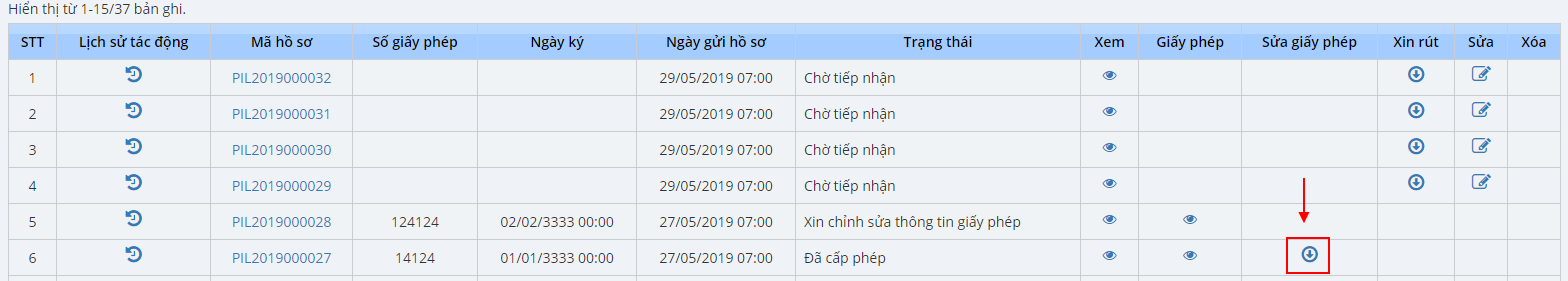 Hiển thị từ 1-15/37 bản ghi.
STT Lịch sử tác động Mã hồ sơ Số giấy phép Ngày ký Ngày gửi hồ sơ Trạng thái Xem Giấy phép Sửa giấy phép Xin rút Sửa Xóa
1 PIL2019000032 29/05/2019 07:00 Chờ tiếp nhận
2 PIL2019000031 29/05/2019 07:00 Chờ tiếp nhận
3 PIL2019000030 29/05/2019 07:00 Chờ tiếp nhận
4 PIL2019000029 29/05/2019 07:00 Chờ tiếp nhận
5 PIL2019000028 124124 02/02/3333 00:00 27/05/2019 07:00 Xin chỉnh sửa thông tin giấy phép
6 PIL2019000027 14124 01/01/3333 00:00 27/05/2019 07:00 Đã cấp phép